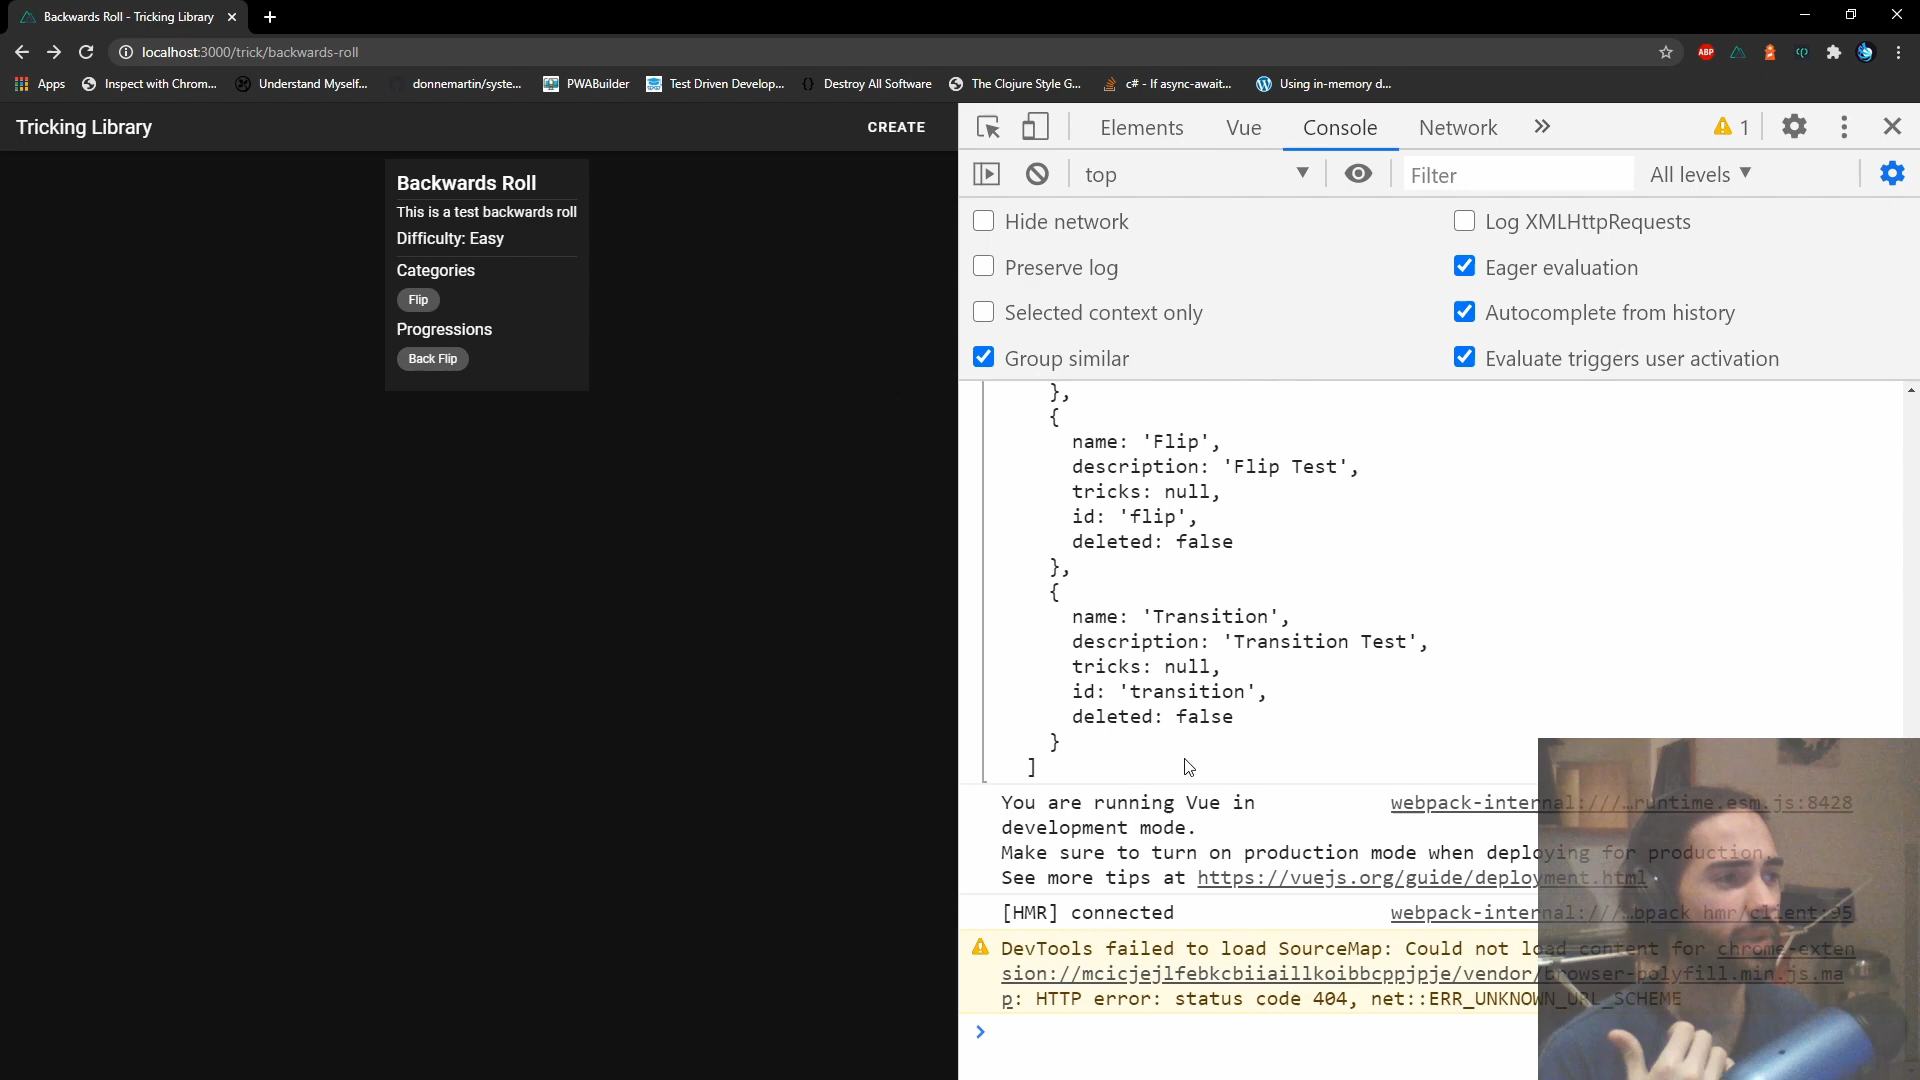 Backwards Roll - Tricking Library
localhost:3000/trick/backwards-roll
ABP
Apps
Inspect with Chrom...
Understand Myself...
donnemartin/syste...
PWABuilder
Test Driven Develop...
Destroy All Software
The Clojure Style G...
c# - If async-await...
Using in-memory d...
Tricking Library
CREATE
Backwards Roll
This is a test backwards roll
Difficulty: Easy
Categories
Flip
Progressions
Back Flip
Elements
Vue
Console
Network
1
top
Filter
All levels
Hide network
Log XMLHttpRequests
Preserve log
Eager evaluation
Selected context only
Autocomplete from history
Group similar
Evaluate triggers user activation
},
{
name: 'Flip',
description: 'Flip Test',
tricks: null,
id: 'flip',
deleted: false
},
{
name: 'Transition',
description: 'Transition Test',
tricks: null,
id: 'transition',
deleted: false
}
]
You are running Vue in
webpack-internal:///…runtime.esm.js:8428
development mode.
Make sure to turn on production mode when deploying for production.
See more tips at https://vuejs.org/guide/deployment.html
[HMR] connected
webpack-internal:///…bpack hmr/client:95
DevTools failed to load SourceMap: Could not load content for chrome-exten
sion://mcicjejlfebkcbiiaillkoibbcppjpje/vendor/browser-polyfill.min.js.ma
p: HTTP error: status code 404, net::ERR_UNKNOWN_URL_SCHEME